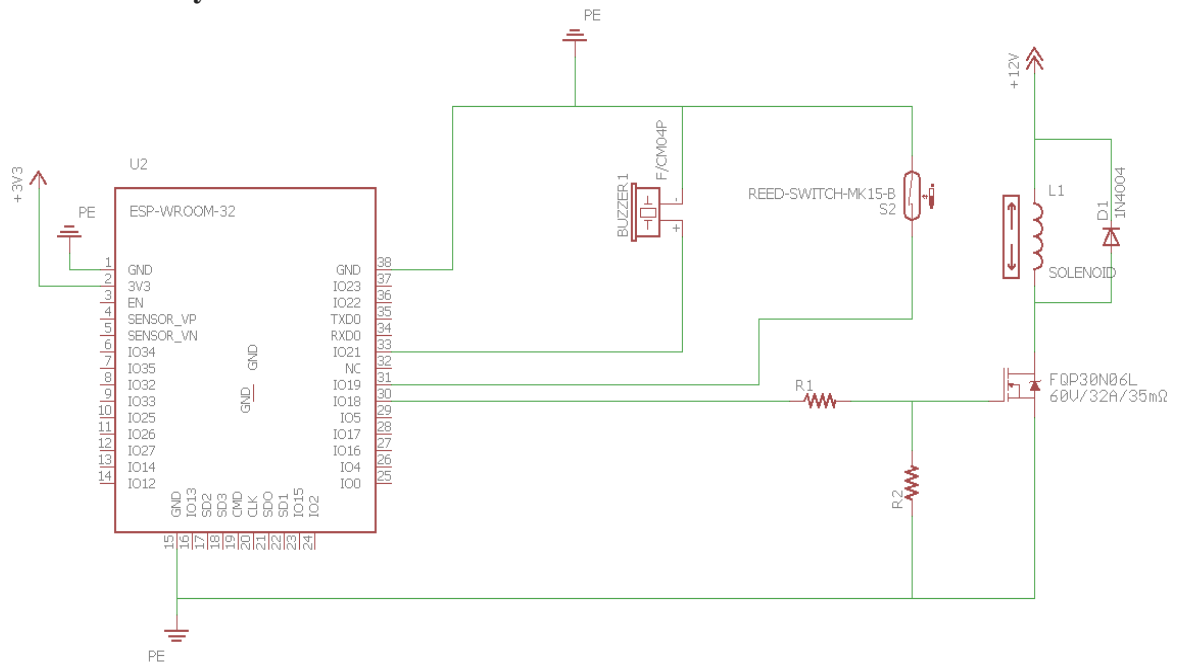 y
PE
+12V
U2
+3V3
PE
ESP-WROOM-32
F/CM04P
BUZZER1
-
+
REED-SWITCH-MK15-B
S2
L1
D1
1N4004
SOLENOID
1 GND
2 3V3
3 EN
4 SENSOR_VP
5 SENSOR_VN
6 IO34
7 IO35
8 IO32
9 IO33
10 IO25
11 IO26
12 IO27
13 IO14
14 IO12
GND 38
IO23 37
IO22 36
TXD0 35
RXD0 34
IO21 33
NC 32
IO19 31
IO18 30
IO5 29
IO17 28
IO16 27
IO4 26
IO0 25
GND
GND
GND 15
IO13 16
SD2 17
SD3 18
CMD 19
CLK 20
SDO 21
SD1 22
IO15 23
IO2 24
R1
R2
FQP30N06L
60V/32A/35mΩ
PE